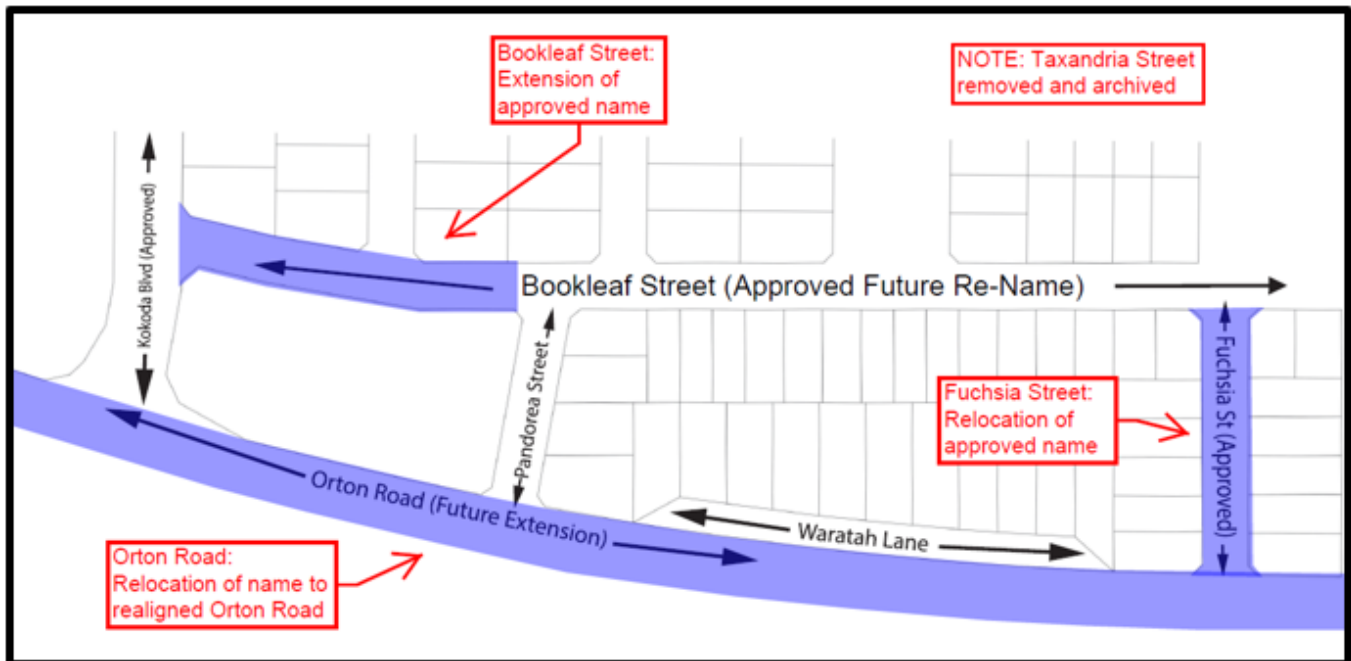 Bookleaf Street:
Extension of
approved name
NOTE: Taxandria Street
removed and archived
Kokoda Blvd (Approved)
Bookleaf Street (Approved Future Re-Name)
Pandorea Street
Fuchsia St (Approved)
Fuchsia Street:
Relocation of
approved name
Orton Road (Future Extension)
Waratah Lane
Orton Road:
Relocation of name to
realigned Orton Road